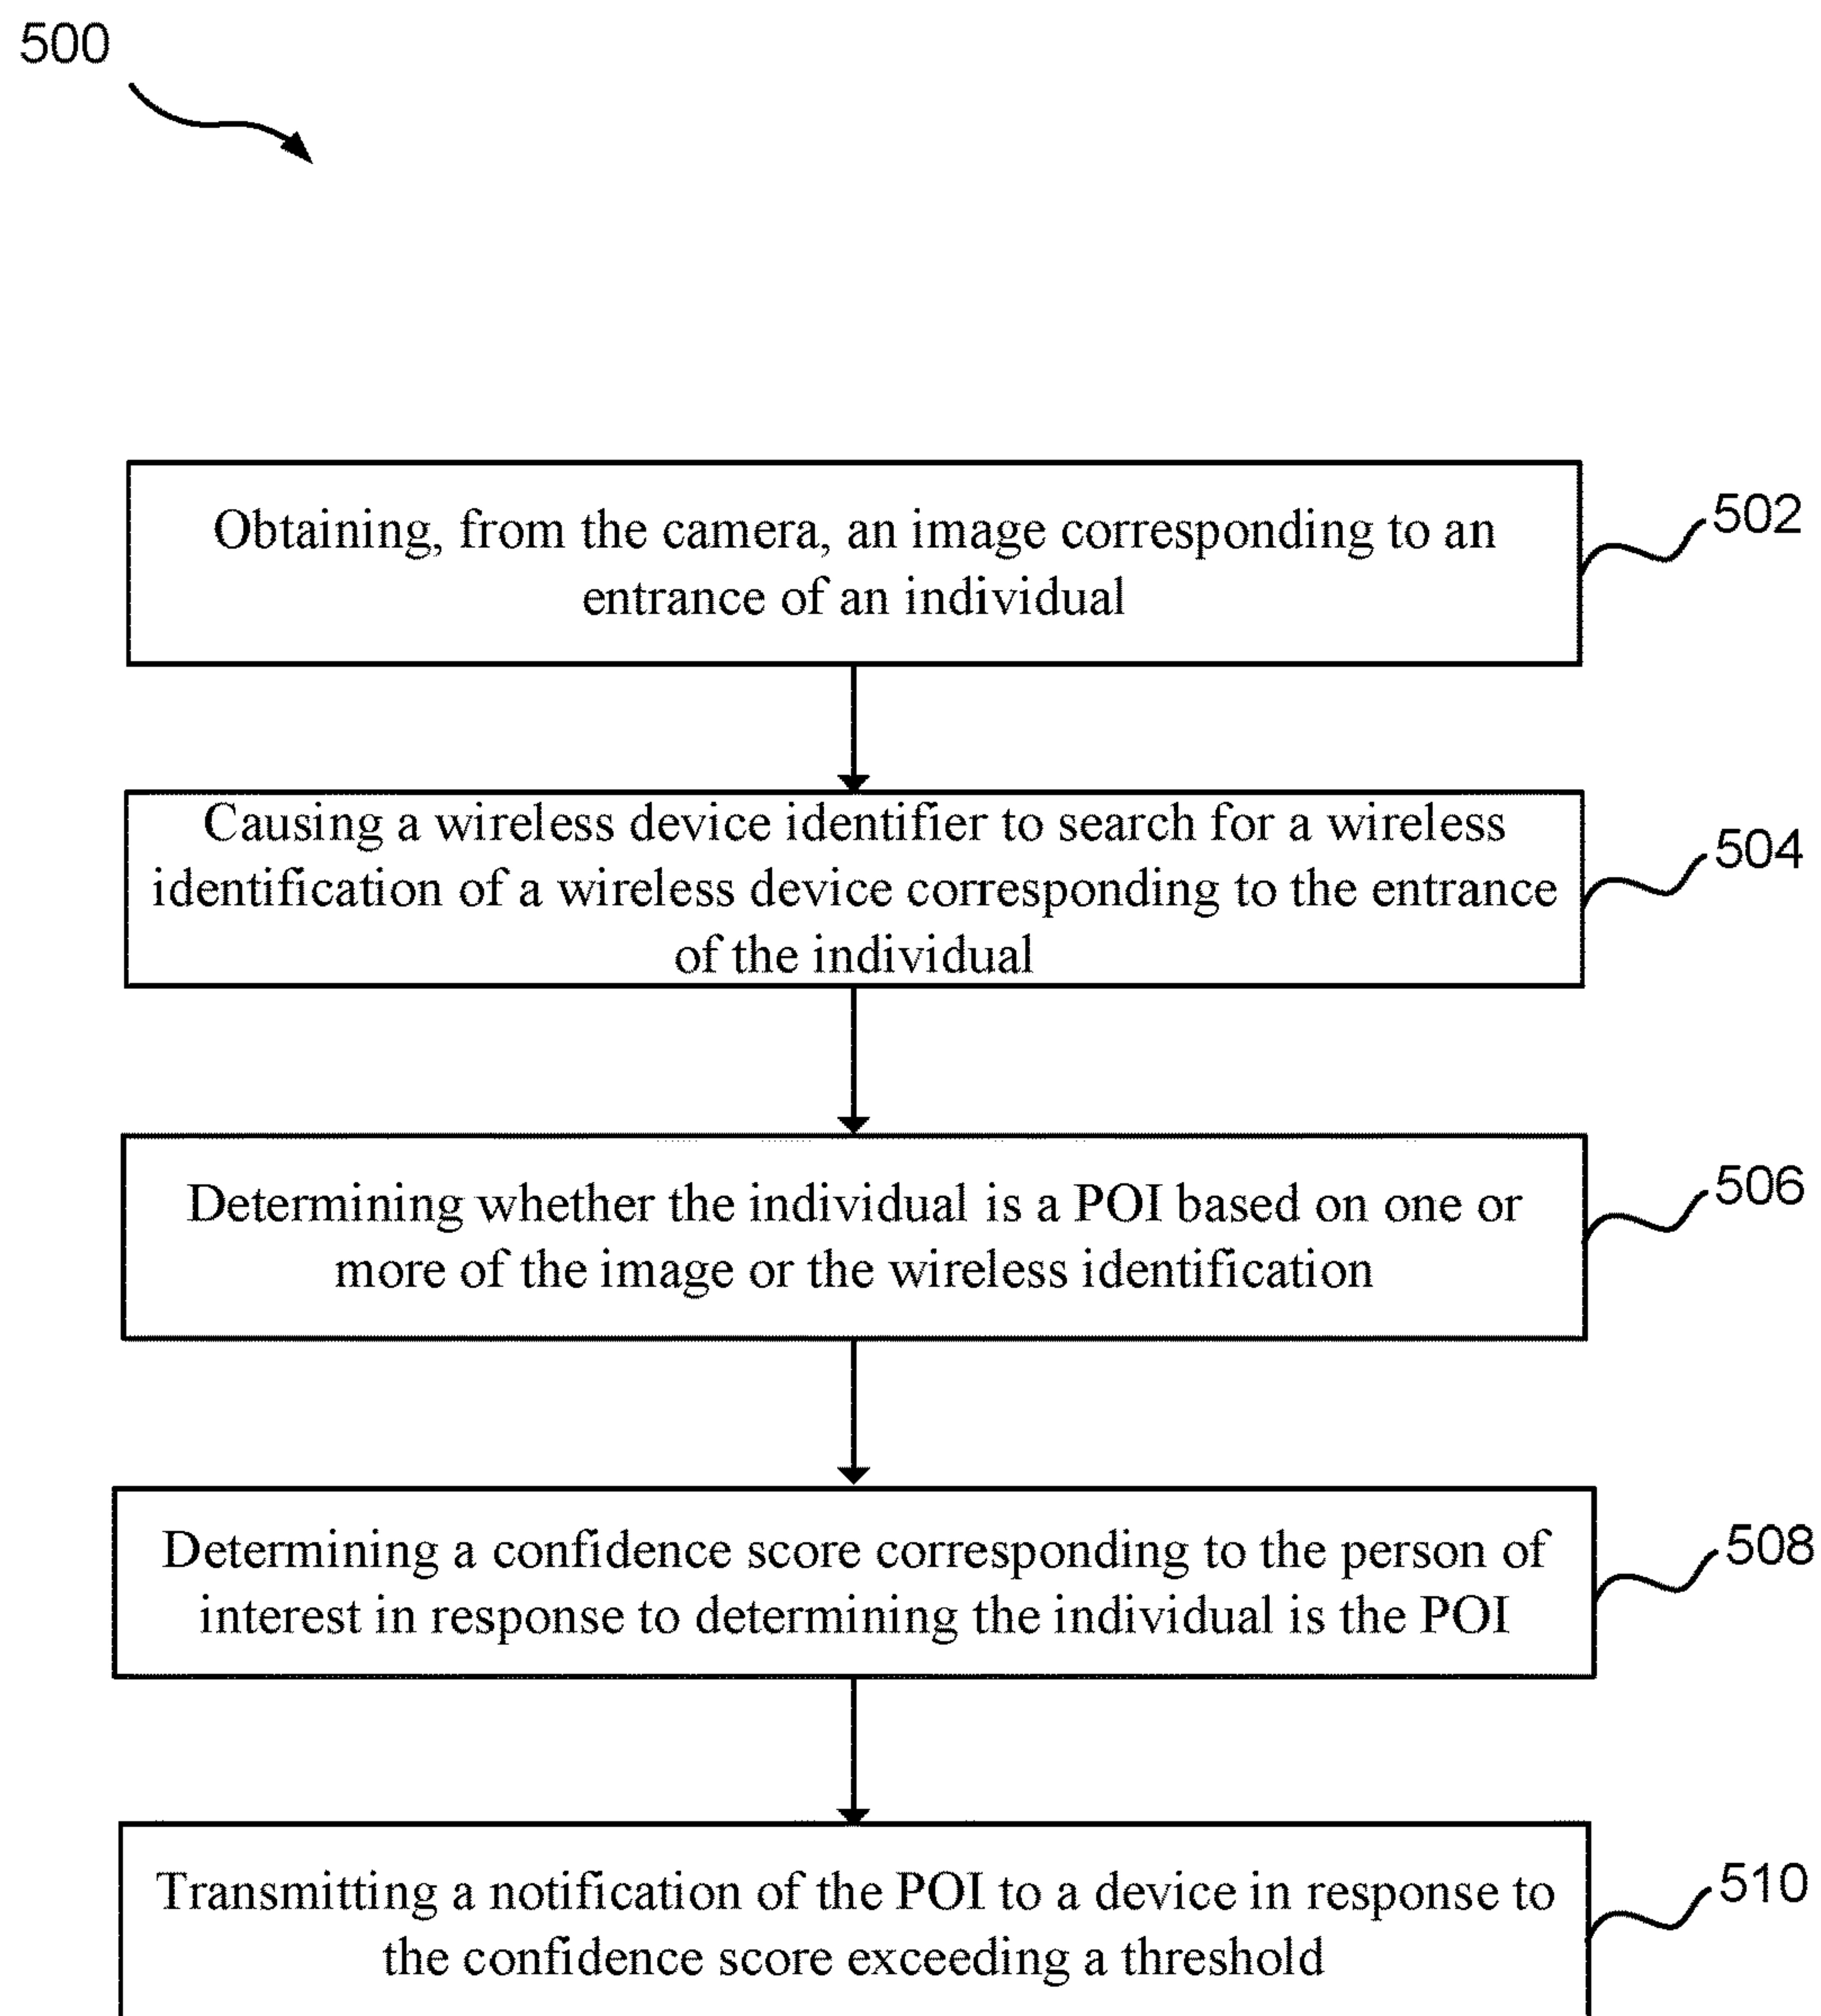 500
Obtaining, from the camera, an image corresponding to an
entrance of an individual
502
Causing a wireless device identifier to search for a wireless
identification of a wireless device corresponding to the entrance
of the individual
504
Determining whether the individual is a POI based on one or
more of the image or the wireless identification
506
Determining a confidence score corresponding to the person of
interest in response to determining the individual is the POI
508
Transmitting a notification of the POI to a device in response to
the confidence score exceeding a threshold
510